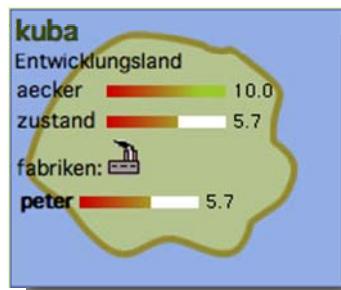 kuba
Entwicklungsland
aecker 10.0
zustand 5.7
fabriken:
peter 5.7